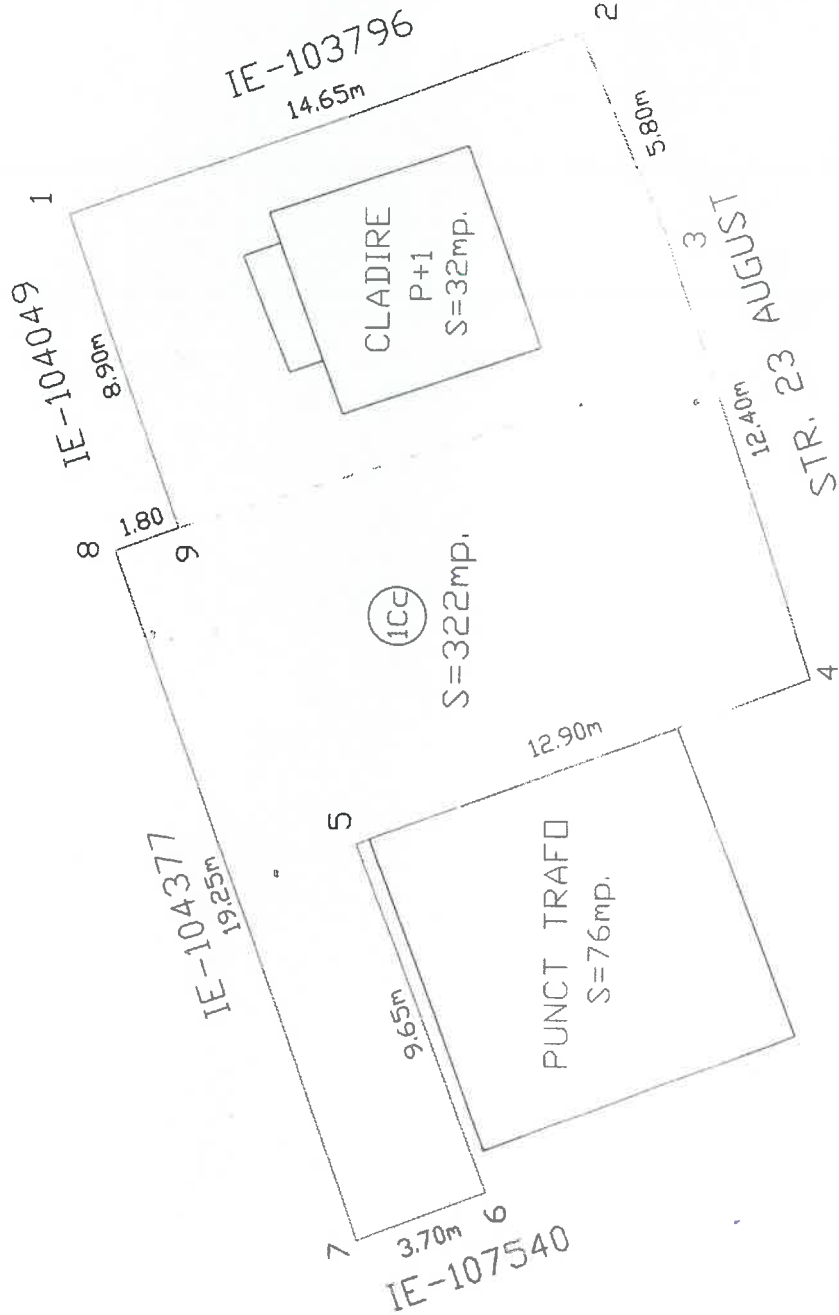 1
IE-103796
14.65m
2
IE-104049
8.90m
8
1.80
9
CLADIRE
P+1
S=32mp.
5.80m
3
STR. 23 AUGUST
12.40m
1Cc
S=322mp.
4
IE-104377
19.25m
5
12.90m
9.65m
PUNCT TRAFO
S=76mp.
7
3.70m
6
IE-107540